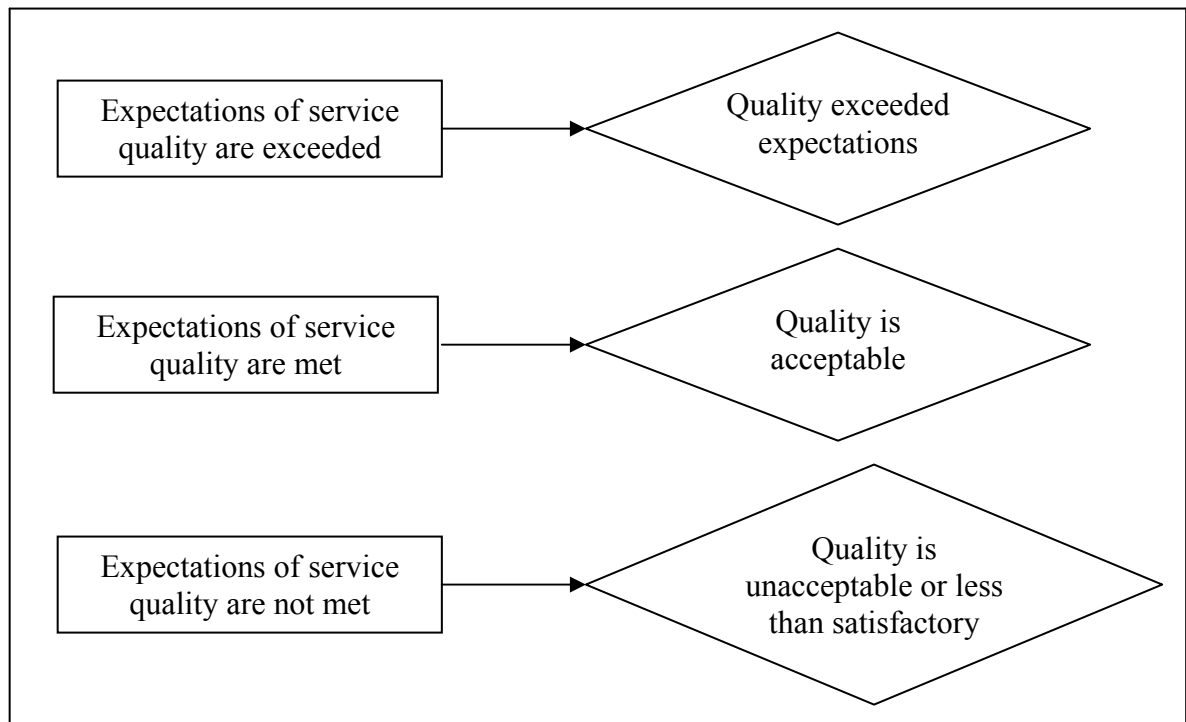 Expectations of service
quality are exceeded
Quality exceeded
expectations
Expectations of service
quality are met
Quality is
acceptable
Expectations of service
quality are not met
Quality is
unacceptable or less
than satisfactory